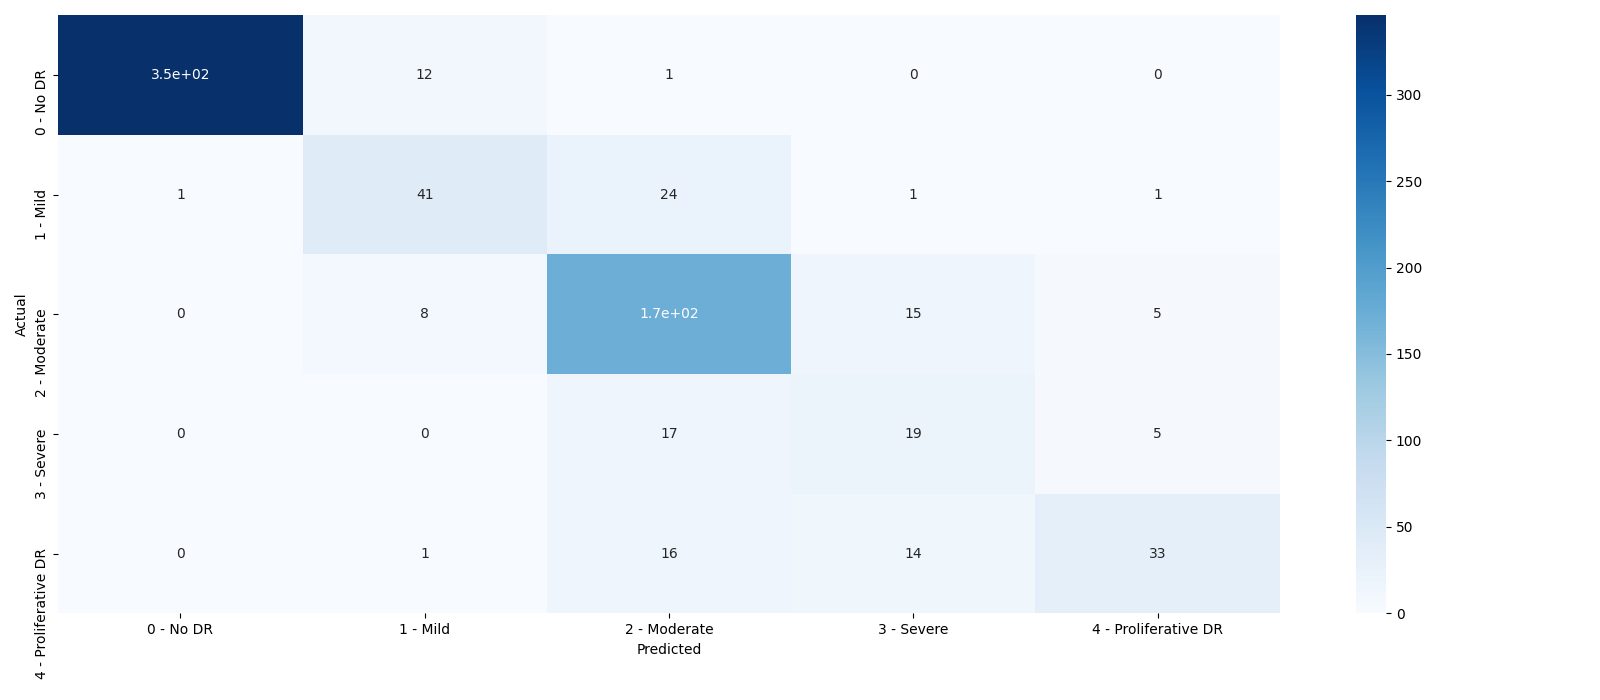 3.5e+02 12 1 0 0
1 41 24 1 1
0 8 1.7e+02 15 5
0 0 17 19 5
0 1 16 14 33
0 - No DR
1 - Mild
2 - Moderate
3 - Severe
4 - Proliferative DR
Actual
0 - No DR 1 - Mild 2 - Moderate 3 - Severe 4 - Proliferative DR
Predicted
300
250
200
150
100
50
0